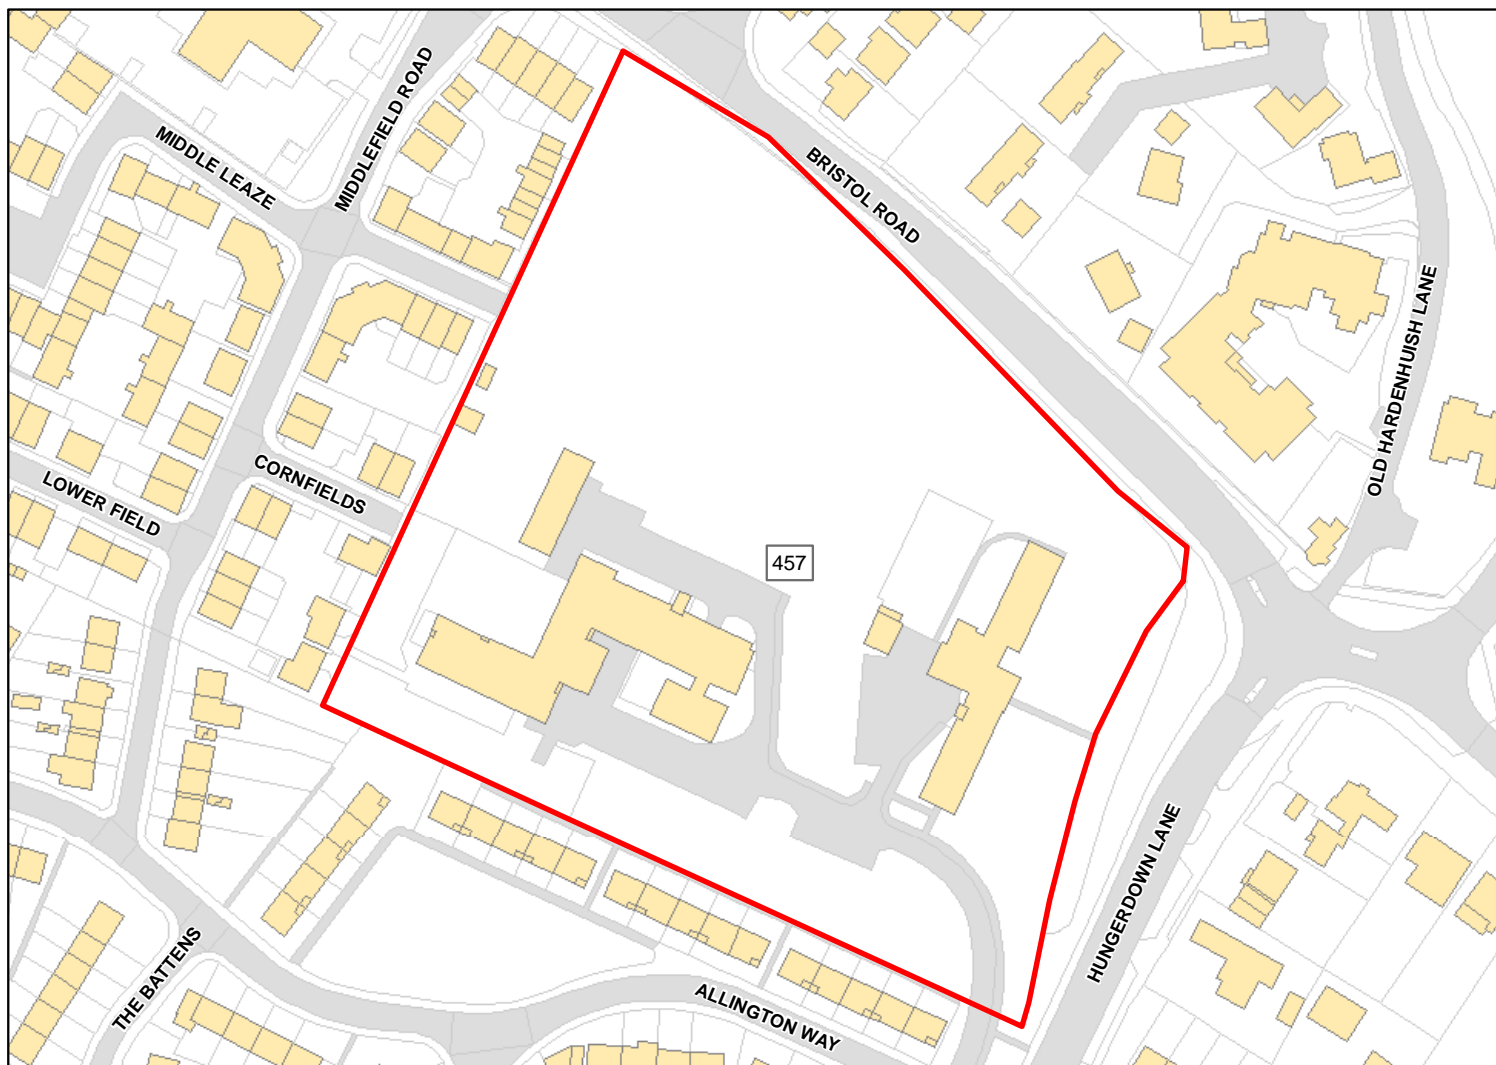 MIDDLEFIELD ROAD
MIDDLE LEAZE
BRISTOL ROAD
OLD HARDENHUISH LANE
CORNFIELDS
LOWER FIELD
457
HUNGERDOWN LANE
THE BATTENS
ALLINGTON WAY